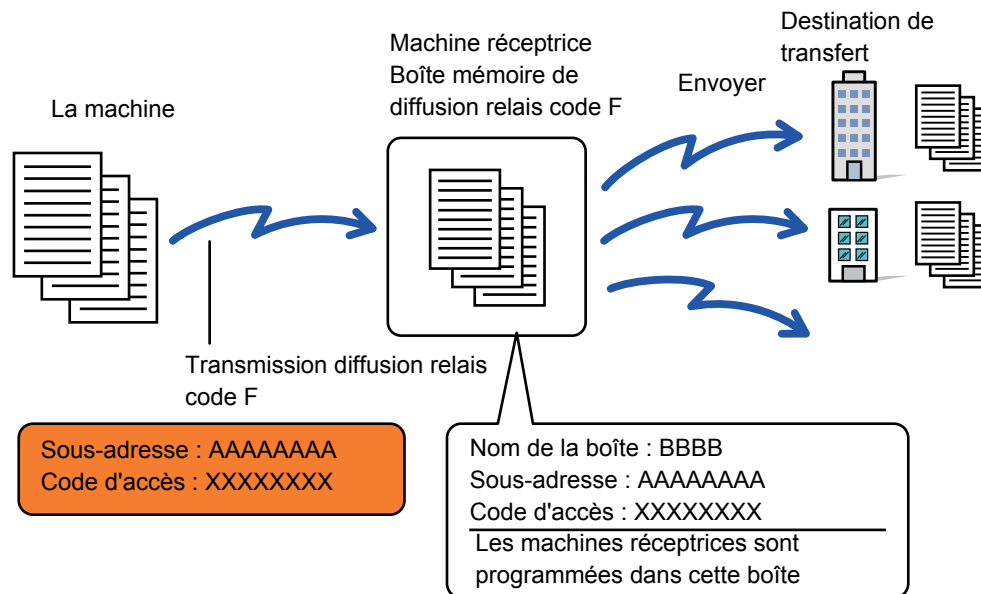 La machine
Machine réceptrice
Boîte mémoire de
diffusion relais code F
Envoyer
Destination de
transfert
Transmission diffusion relais
code F
Sous-adresse : AAAAAAAA
Code d'accès : XXXXXXXX
Nom de la boîte : BBBB
Sous-adresse : AAAAAAAA
Code d'accès : XXXXXXXX
Les machines réceptrices sont
programmées dans cette boîte